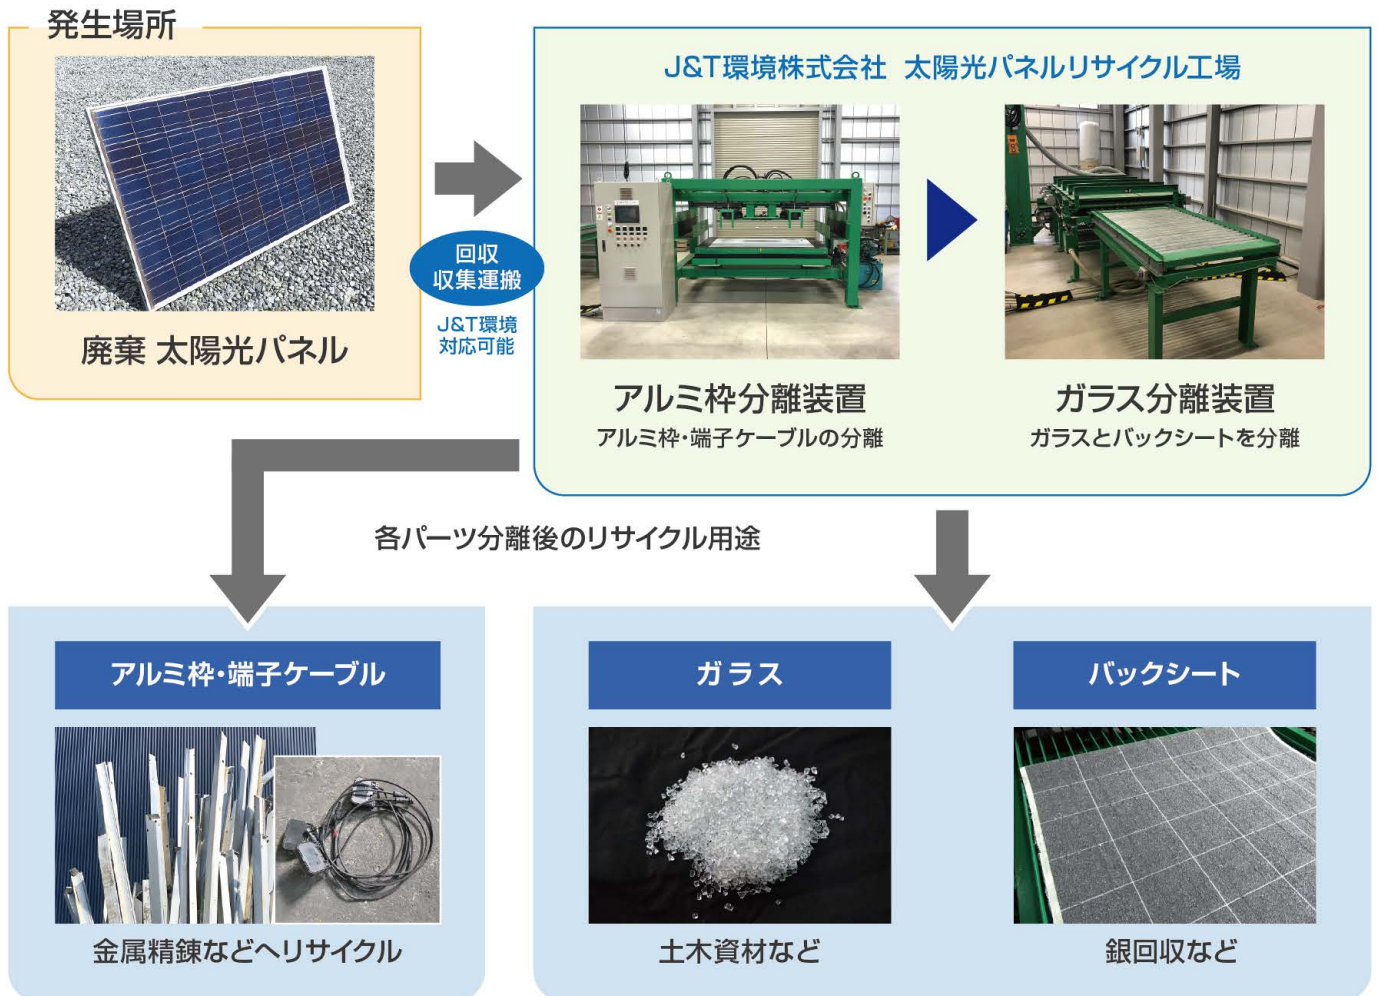 発生場所
廃棄 太陽光パネル
回収
収集運搬
J&T環境
対応可能
J&T環境株式会社 太陽光パネルリサイクル工場
アルミ枠分離装置
アルミ枠・端子ケーブルの分離
ガラス分離装置
ガラスとバックシートを分離
各パーツ分離後のリサイクル用途
アルミ枠・端子ケーブル
金属精錬などへリサイクル
ガラス
土木資材など
バックシート
銀回収など